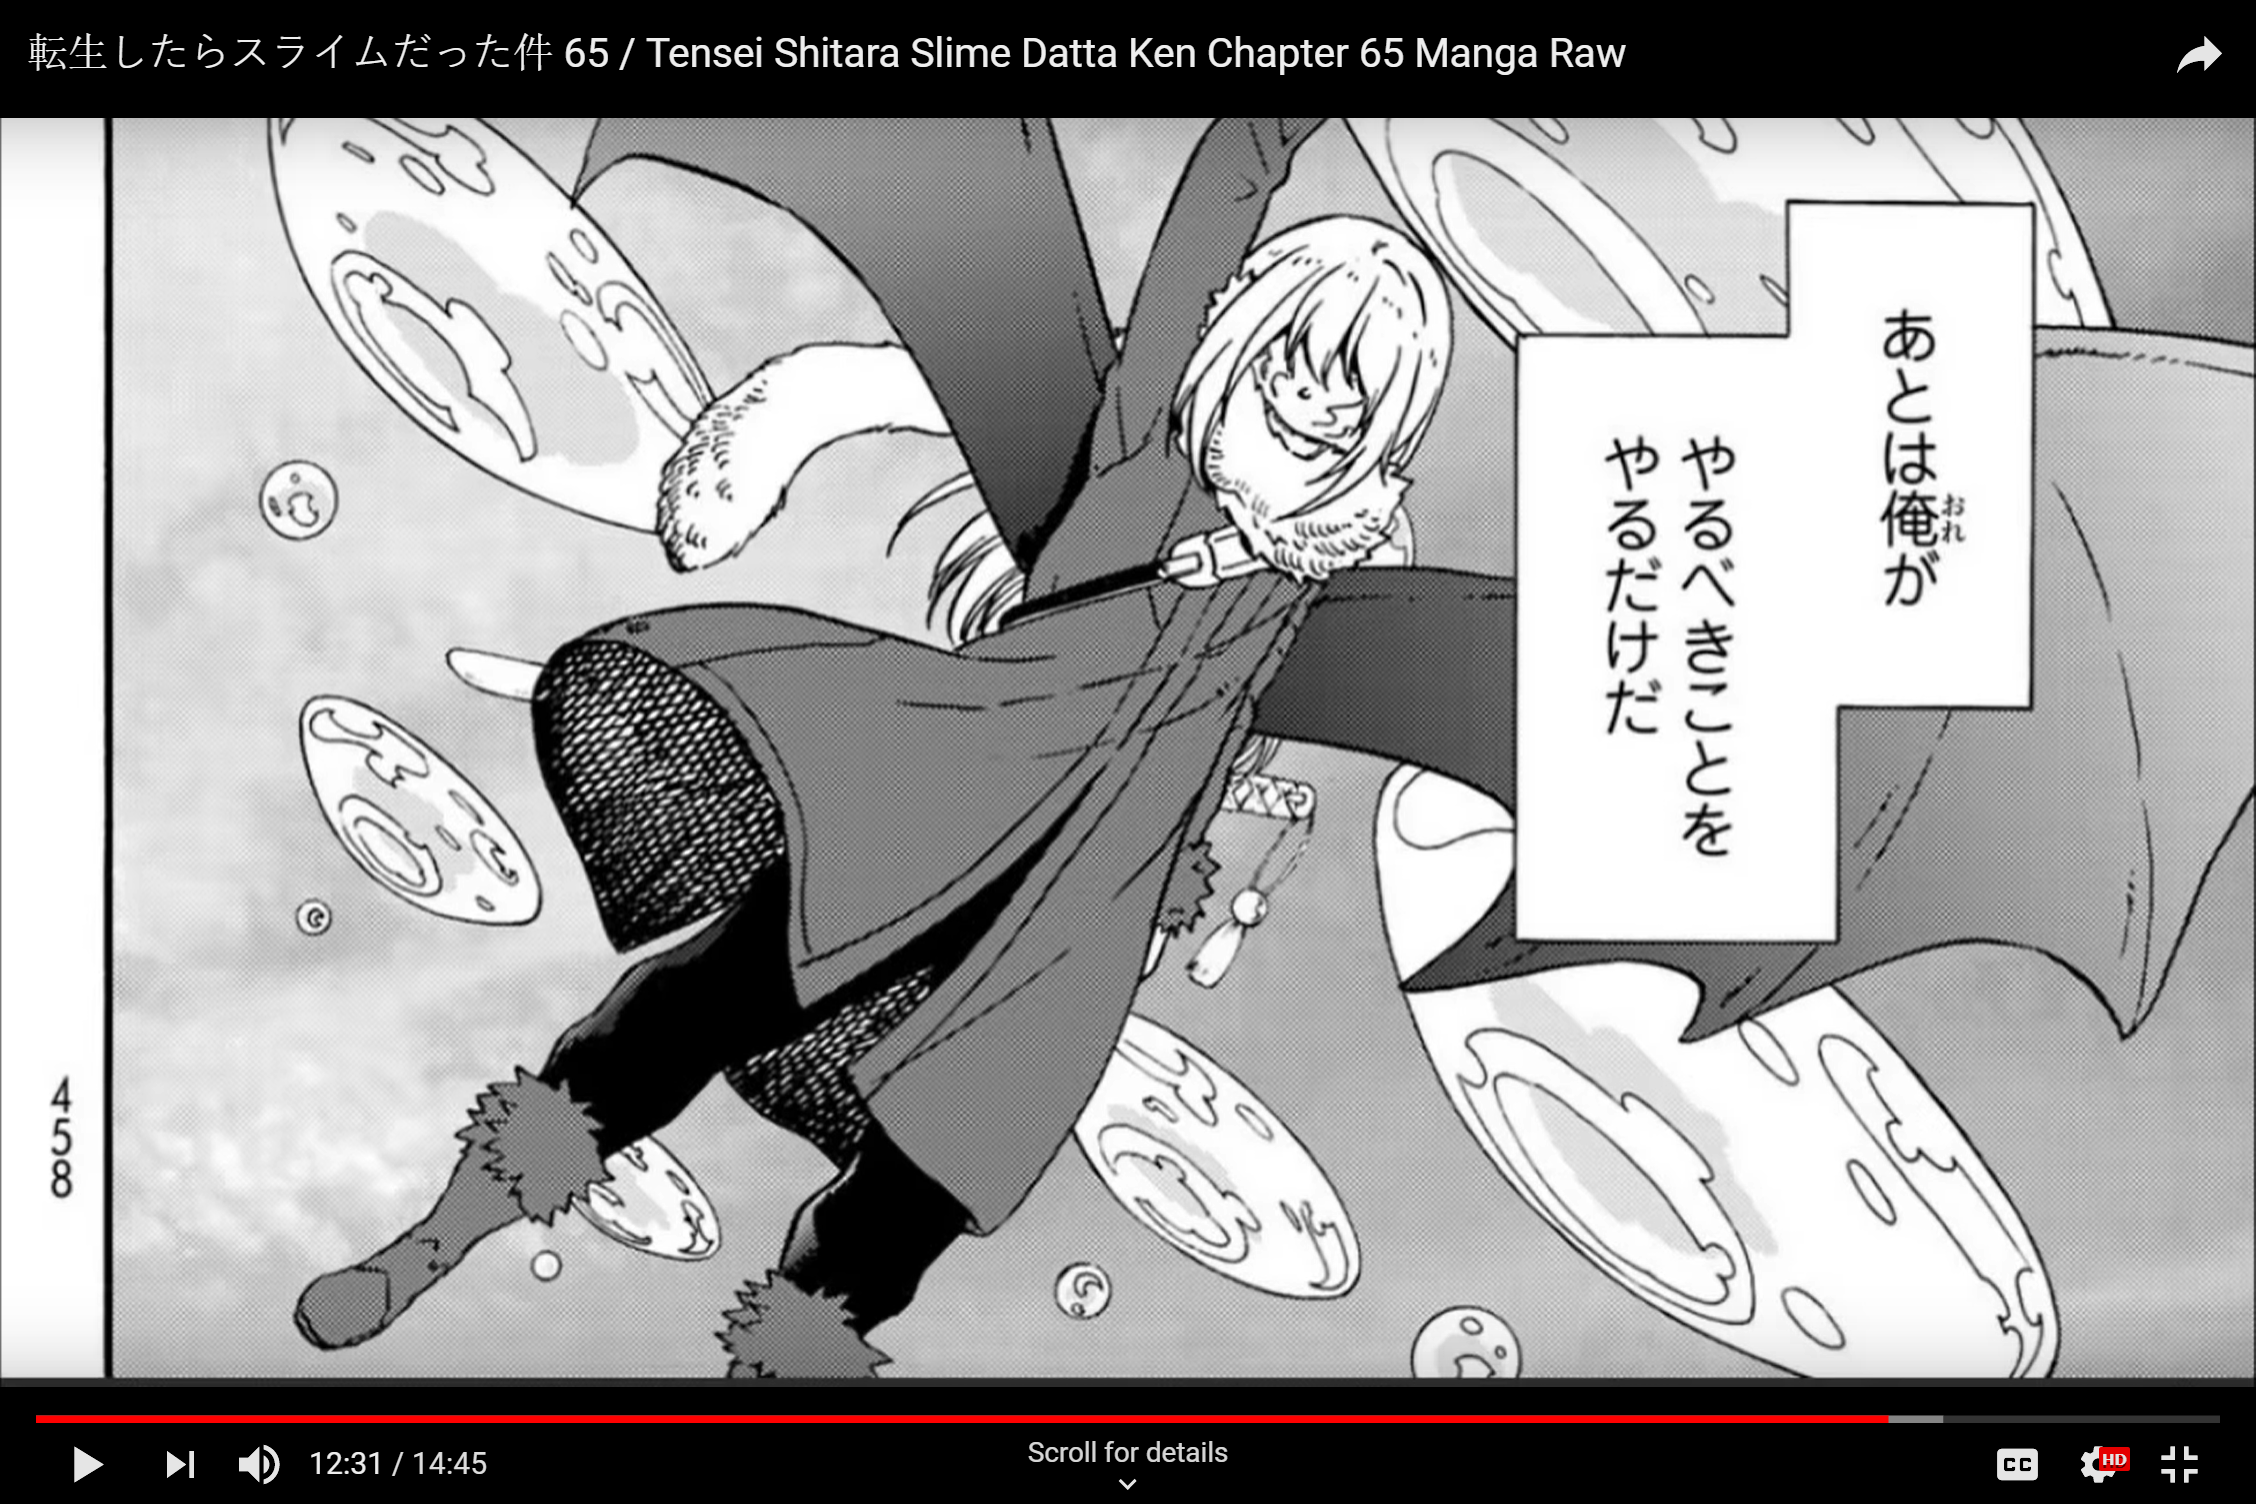 転生したらスライムだった件 65 / Tensei Shitara Slime Datta Ken Chapter 65 Manga Raw
あとは俺が
おれ
やるべきことを
やるだけだ
458
12:31 / 14:45
Scroll for details
CC
HD